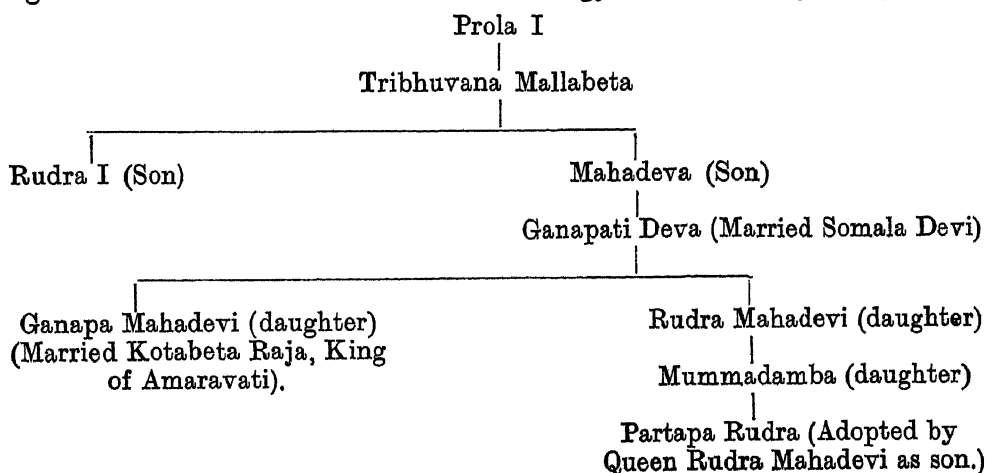 Prola I
Tribhuvana Mallabeta
Rudra I (Son)
Mahadeva (Son)
Ganapati Deva (Married Somala Devi)
Ganapa Mahadevi (daughter)
(Married Kotabeta Raja, King
of Amaravati).
Rudra Mahadevi (daughter)
Mummadamba (daughter)
Partapa Rudra (Adopted by
Queen Rudra Mahadevi as son.)